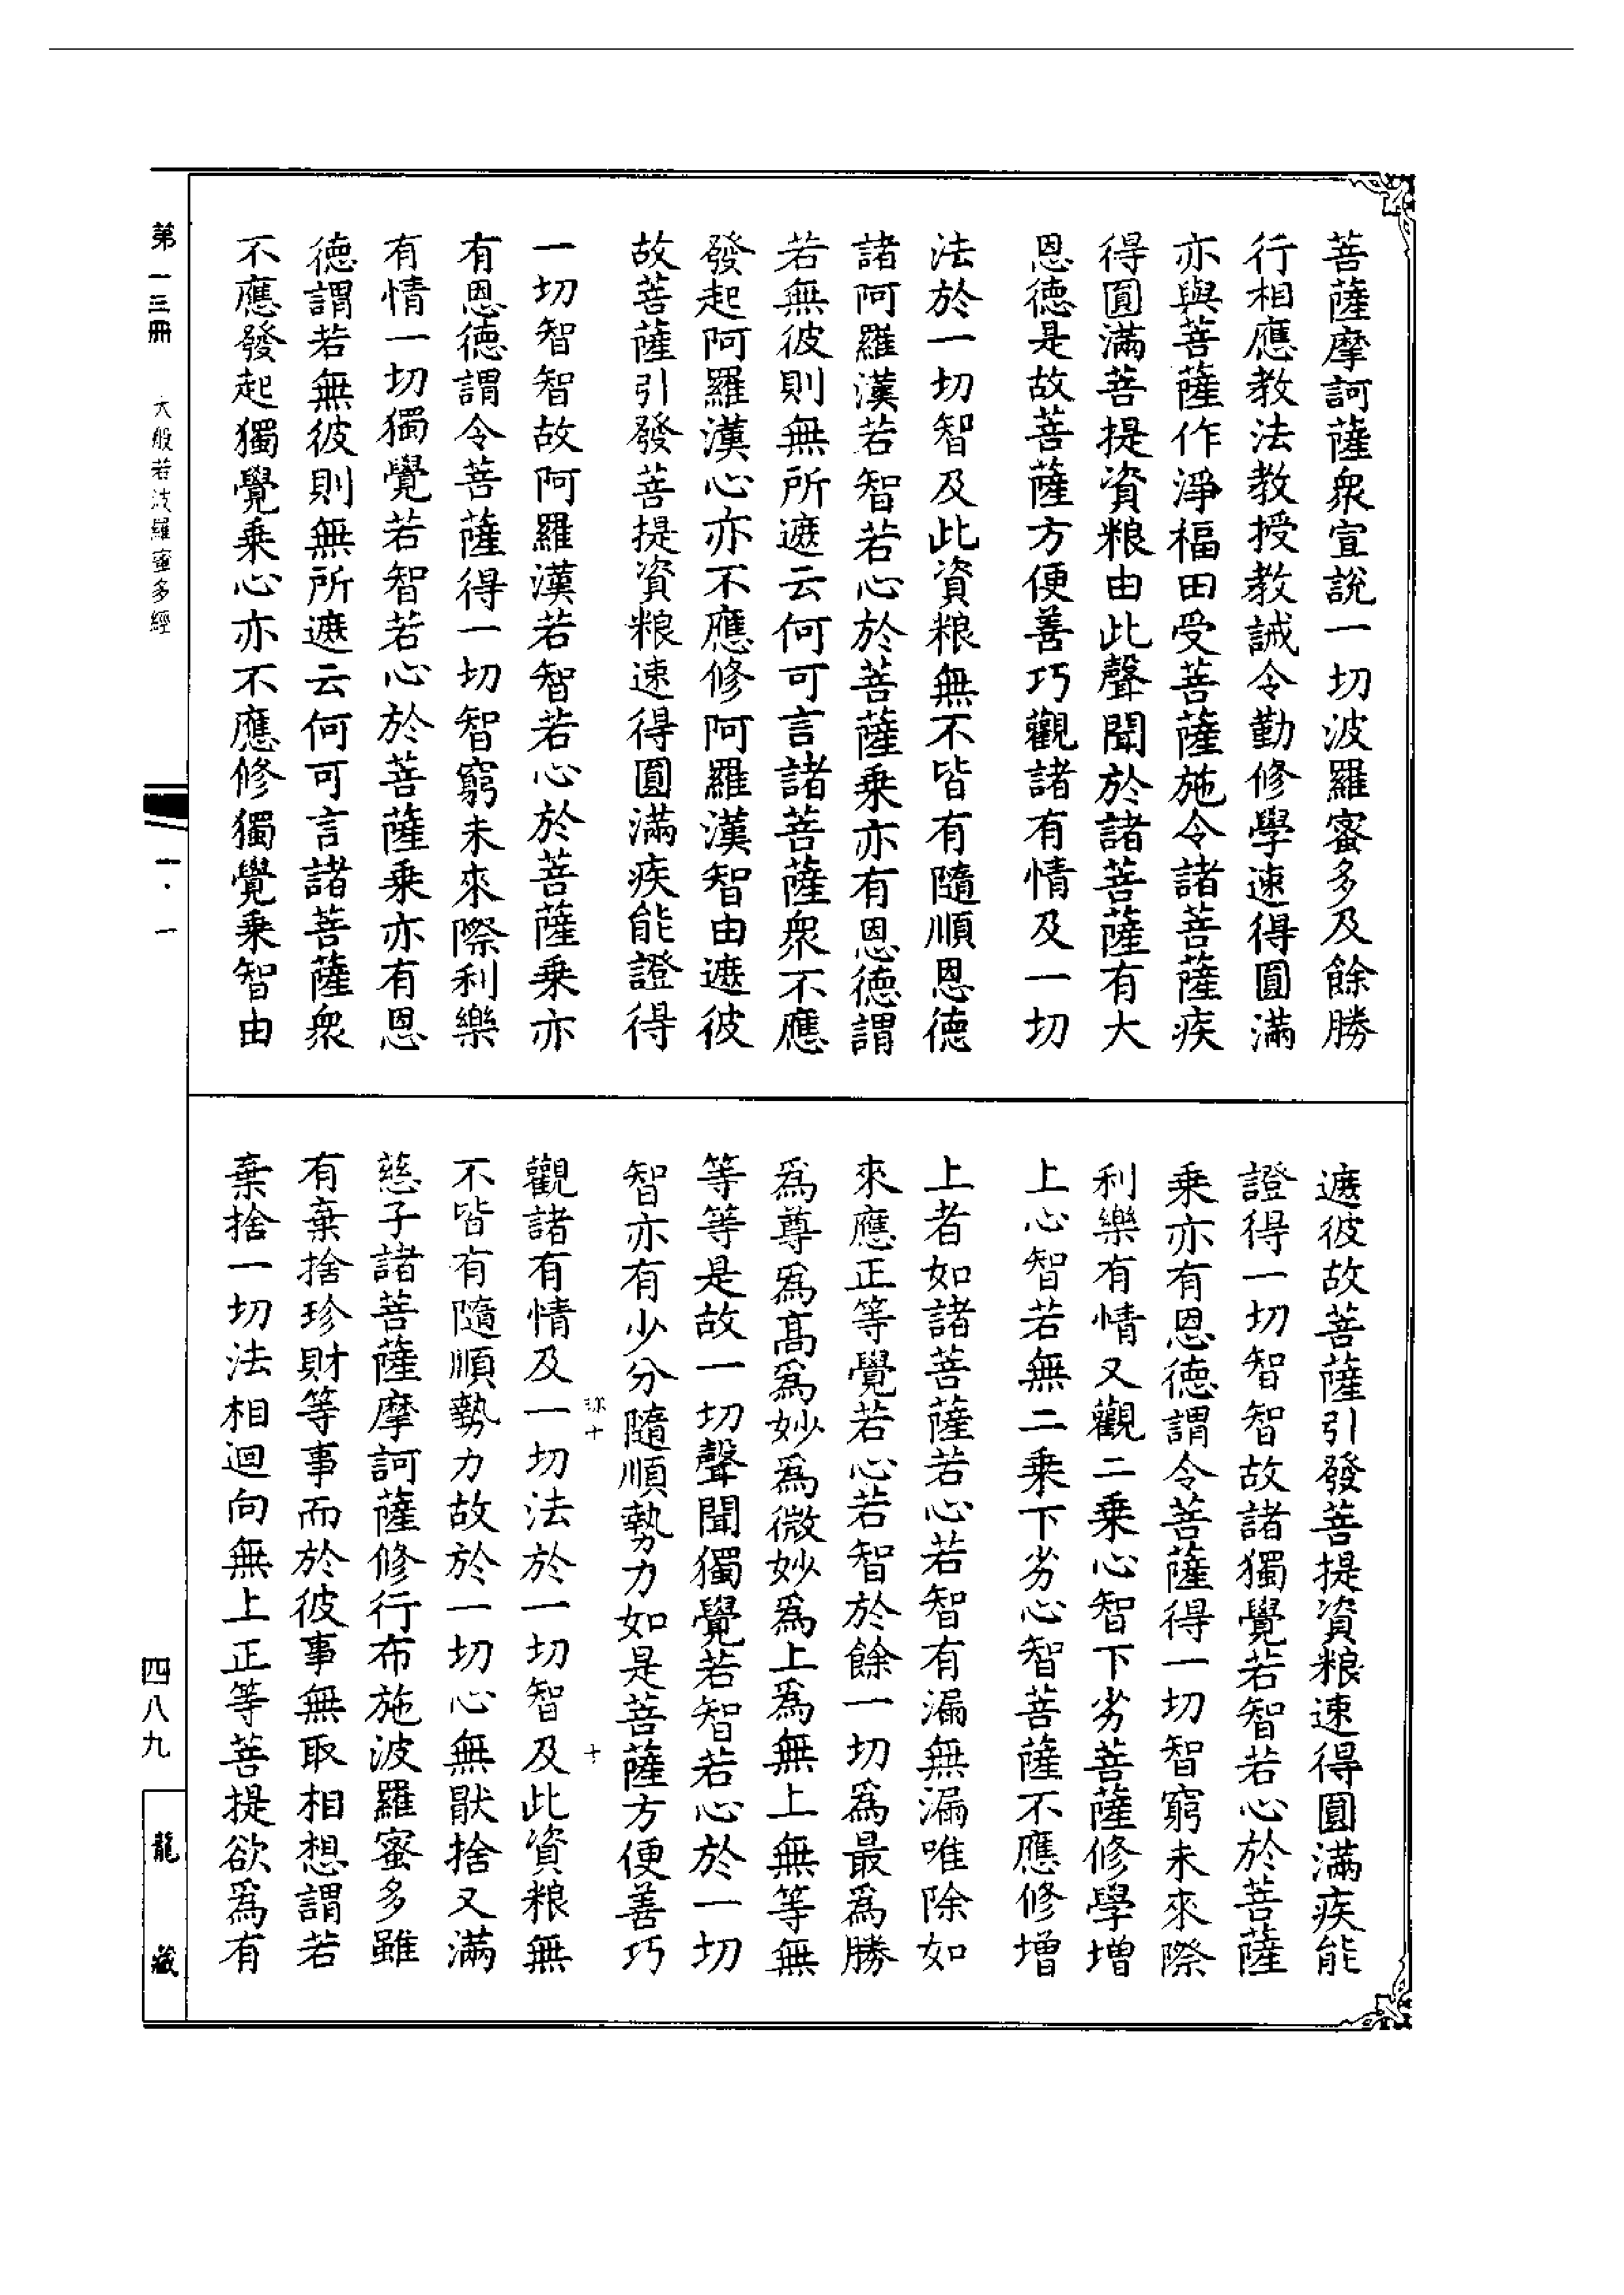 菩薩摩訶薩衆宣說一切波羅蜜多及餘勝
行相應教法教授教誡令勤修學速得圓滿
亦與菩薩作淨福田受菩薩施令諸菩薩疾
得圓滿菩提資粮由此聲聞於諸菩薩有大
恩德是故菩薩方便善巧觀諸有情及一切
法於一切智及此資粮無不皆有隨順恩德
諸阿羅漢若智若心於菩薩乗亦有恩德謂
若無彼則無所遮云何可言諸菩薩衆不應
發起阿羅漢心亦不應修阿羅漢智由遮彼
故菩薩引發菩提資粮速得圓滿疾能證得
一切智智故阿羅漢若智若心於菩薩乗亦
有恩德謂令菩薩得一切智窮未來際利樂
有情一切獨覺若智若心於菩薩乗亦有恩
德謂若無彼則無所遮云何可言諸菩薩衆
不應發起獨覺乗心亦不應修獨覺乗智由
遮彼故菩薩引發菩提資粮速得圓滿疾能
證得一切智智故諸獨覺若智若心於菩薩
乗亦有恩德謂令菩薩得一切智窮未來際
利樂有情又觀二乗心智下劣菩薩修學增
上心智若無二乗下劣心智菩薩不應修增
上者如諸菩薩若心若智有漏無漏唯除如
來應正等覺若心若智於餘一切爲最爲勝
爲尊爲髙爲妙爲微妙爲上爲無上無等無
等等是故一切聲聞獨覺若智若心於一切
智亦有少分隨順勢力如是菩薩方便善巧
十
十
觀諸有情及一切法於一切智及此資粮無
不皆有隨順勢力故於一切心無猒捨又滿
慈子諸菩薩摩訶薩修行布施波羅蜜多雖
有棄捨珍財等事而於彼事無取相想謂若
棄捨一切法相迴向無上正等菩提欲爲有
第一三冊
大般若波羅蜜多經
一·一
四八九
龍藏